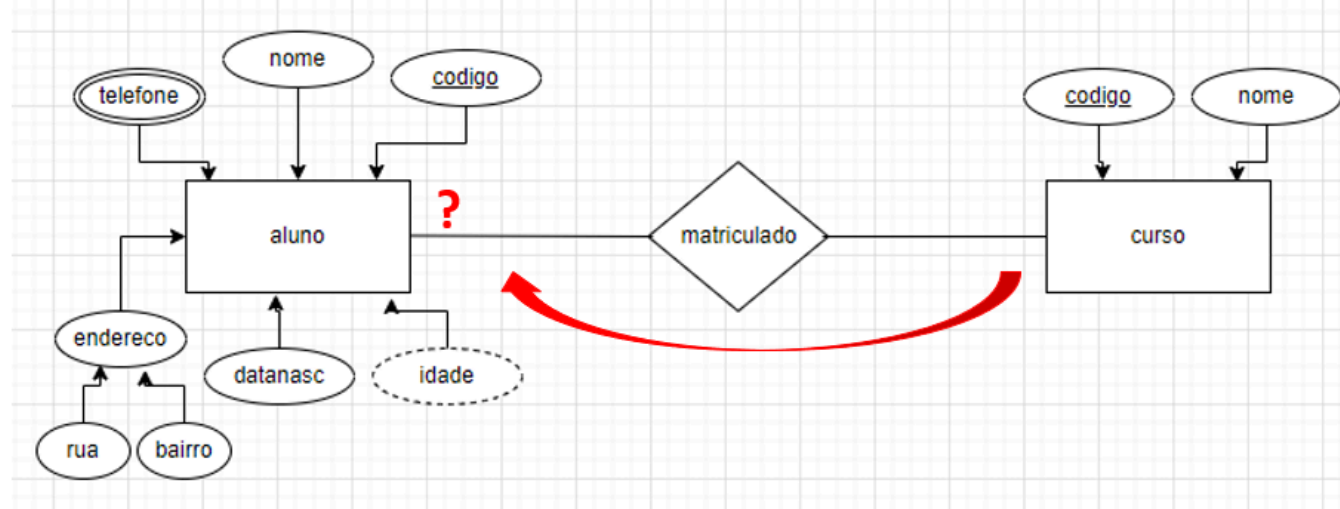 nome
codigo
telefone
codigo
nome
?
aluno
matriculado
curso
endereco
datanasc
idade
rua
bairro